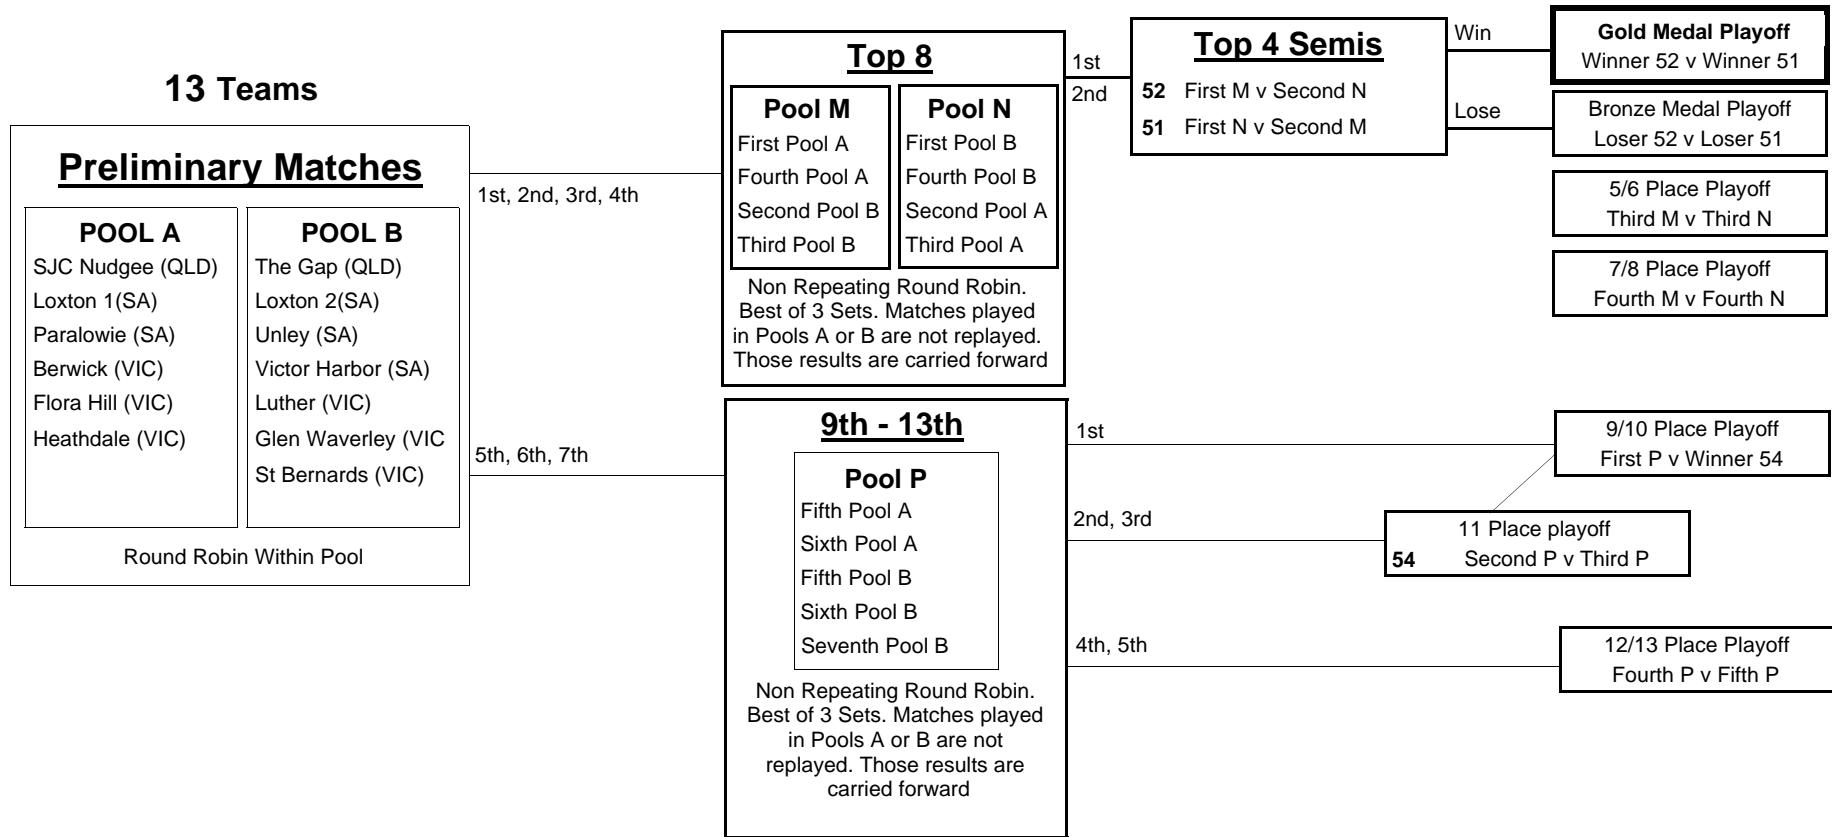 13 Teams
Preliminary Matches
POOL A
SJC Nudgee (QLD)
Loxton 1(SA)
Paralowie (SA)
Berwick (VIC)
Flora Hill (VIC)
Heathdale (VIC)
POOL B
The Gap (QLD)
Loxton 2(SA)
Unley (SA)
Victor Harbor (SA)
Luther (VIC)
Glen Waverley (VIC
St Bernards (VIC)
Round Robin Within Pool
1st, 2nd, 3rd, 4th
5th, 6th, 7th
Top 8
Pool M
First Pool A
Fourth Pool A
Second Pool B
Third Pool B
Pool N
First Pool B
Fourth Pool B
Second Pool A
Third Pool A
Non Repeating Round Robin.
Best of 3 Sets. Matches played
in Pools A or B are not replayed.
Those results are carried forward
1st
2nd
Top 4 Semis
52 First M v Second N
51 First N v Second M
Win
Lose
Gold Medal Playoff
Winner 52 v Winner 51
Bronze Medal Playoff
Loser 52 v Loser 51
5/6 Place Playoff
Third M v Third N
7/8 Place Playoff
Fourth M v Fourth N
9th - 13th
Pool P
Fifth Pool A
Sixth Pool A
Fifth Pool B
Sixth Pool B
Seventh Pool B
Non Repeating Round Robin.
Best of 3 Sets. Matches played
in Pools A or B are not
replayed. Those results are
carried forward
1st
2nd, 3rd
4th, 5th
9/10 Place Playoff
First P v Winner 54
11 Place playoff
54 Second P v Third P
12/13 Place Playoff
Fourth P v Fifth P